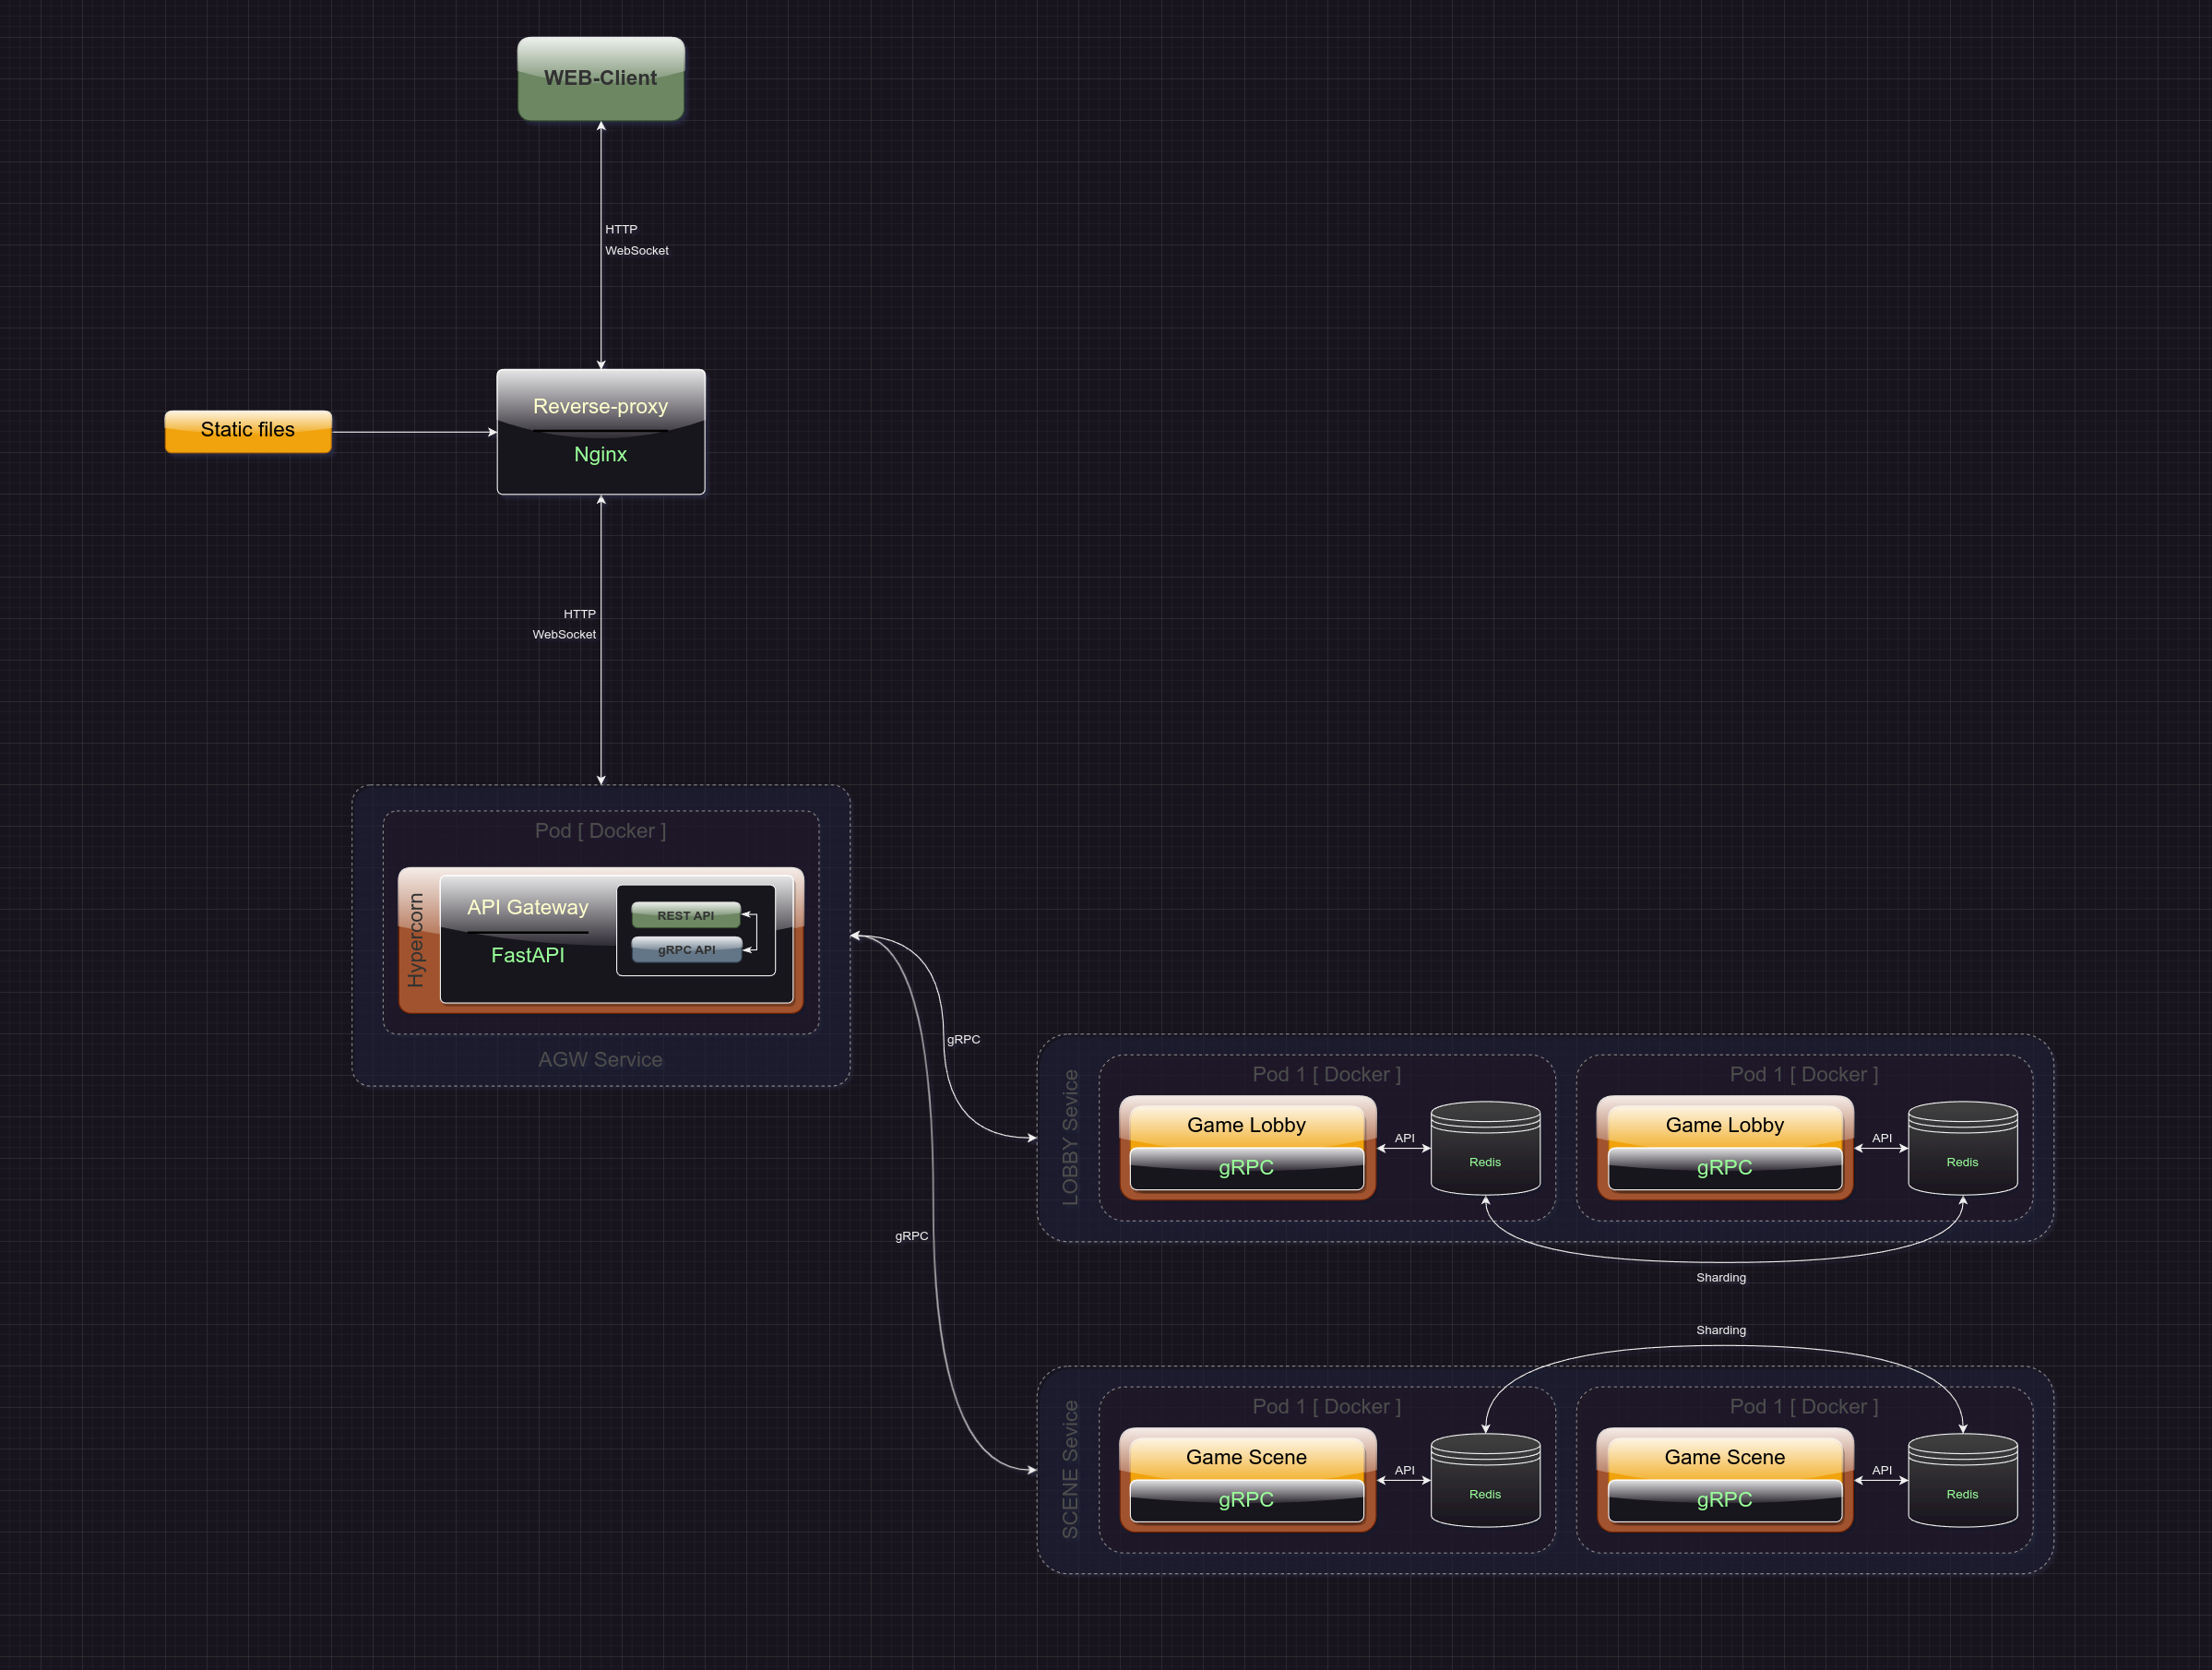 WEB-Client
HTTP
WebSocket
Static files
Reverse-proxy
Nginx
HTTP
WebSocket
Pod [ Docker ]
Hypercorn
API Gateway
FastAPI
REST API
gRPC API
AGW Service
gRPC
gRPC
LOBBY Sevice
Pod 1 [ Docker ]
Game Lobby
gRPC
API
Redis
Pod 1 [ Docker ]
Game Lobby
gRPC
API
Redis
Sharding
Sharding
SCENE Sevice
Pod 1 [ Docker ]
Game Scene
gRPC
API
Redis
Pod 1 [ Docker ]
Game Scene
gRPC
API
Redis